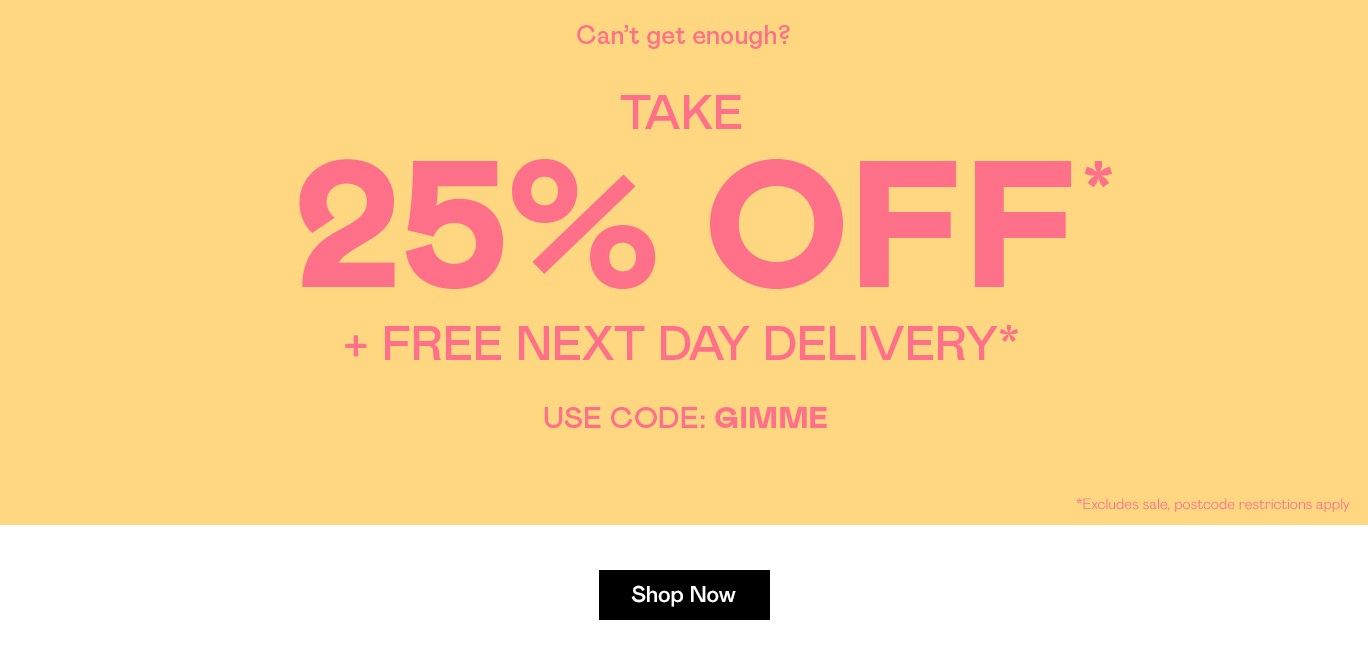 Can’t get enough?
TAKE
25% OFF*
+ FREE NEXT DAY DELIVERY*
USE CODE: GIMME
*Excludes sale, postcode restrictions apply
Shop Now